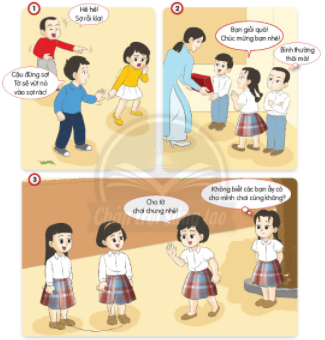 1
Hê hê!
Sợ rồi kìa!
Cậu đừng sợ!
Tớ sẽ vứt nó
vào sọt rác!
2
Bạn giỏi quá!
Chúc mừng bạn nhé!
Bình thường
thôi mà!
3
Cho tớ
chơi chung nhé!
Không biết các bạn ấy có
cho mình chơi cùng không?